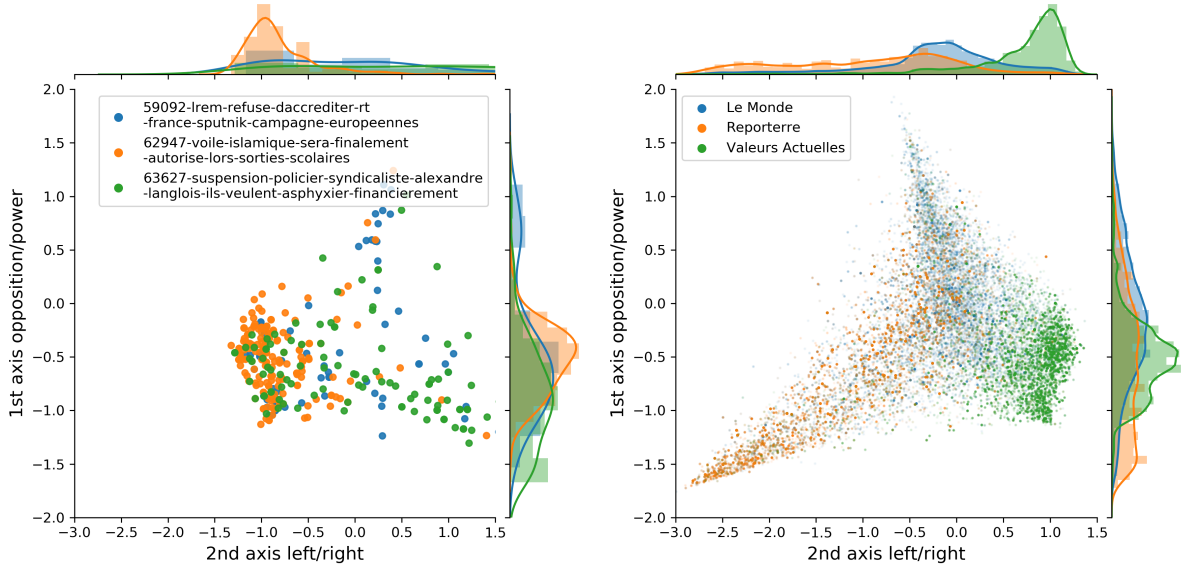 2.0
1.5
1.0
0.5
0.0
−0.5
−1.0
−1.5
−2.0
1st axis opposition/power
59092-lrem-refuse-daccrediter-rt
-france-sputnik-campagne-europeennes
62947-voile-islamique-sera-finalement
-autorise-lors-sorties-scolaires
63627-suspension-policier-syndicaliste-alexandre
-langlois-ils-veulent-asphyxier-financierement
−3.0 −2.5 −2.0 −1.5 −1.0 −0.5 0.0 0.5 1.0 1.5
2nd axis left/right
2.0
1.5
1.0
0.5
0.0
−0.5
−1.0
−1.5
−2.0
1st axis opposition/power
Le Monde
Reporterre
Valeurs Actuelles
−3.0 −2.5 −2.0 −1.5 −1.0 −0.5 0.0 0.5 1.0 1.5
2nd axis left/right